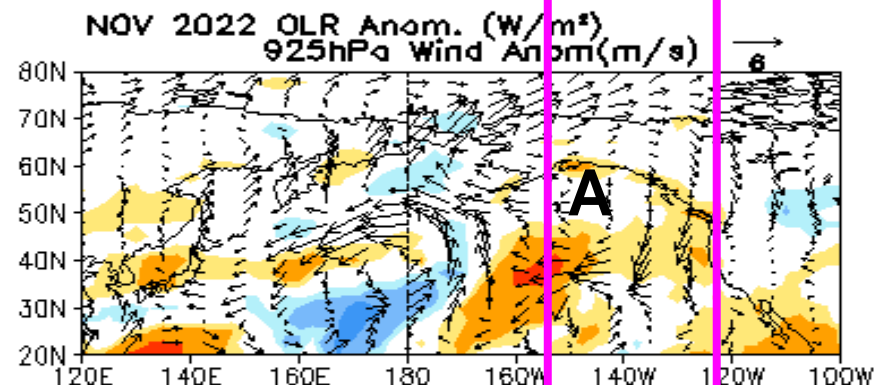 NOV 2022 OLR Anom. (W/m²)
925hPa Wind Anom(m/s)
6
80N
70N
60N
A
50N
40N
30N
20N
120E 140E 160E 180 160W 140W 120W 100W